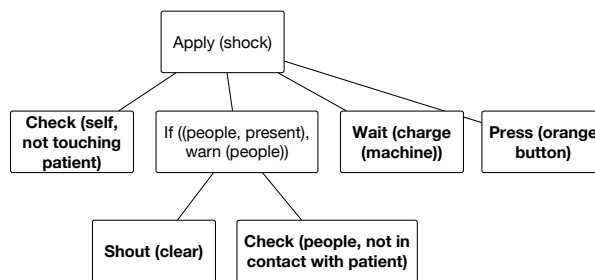 Apply (shock)
Check (self,
not touching
patient)
If ((people, present),
warn (people))
Wait (charge
(machine))
Press (orange
button)
Shout (clear)
Check (people, not in
contact with patient)